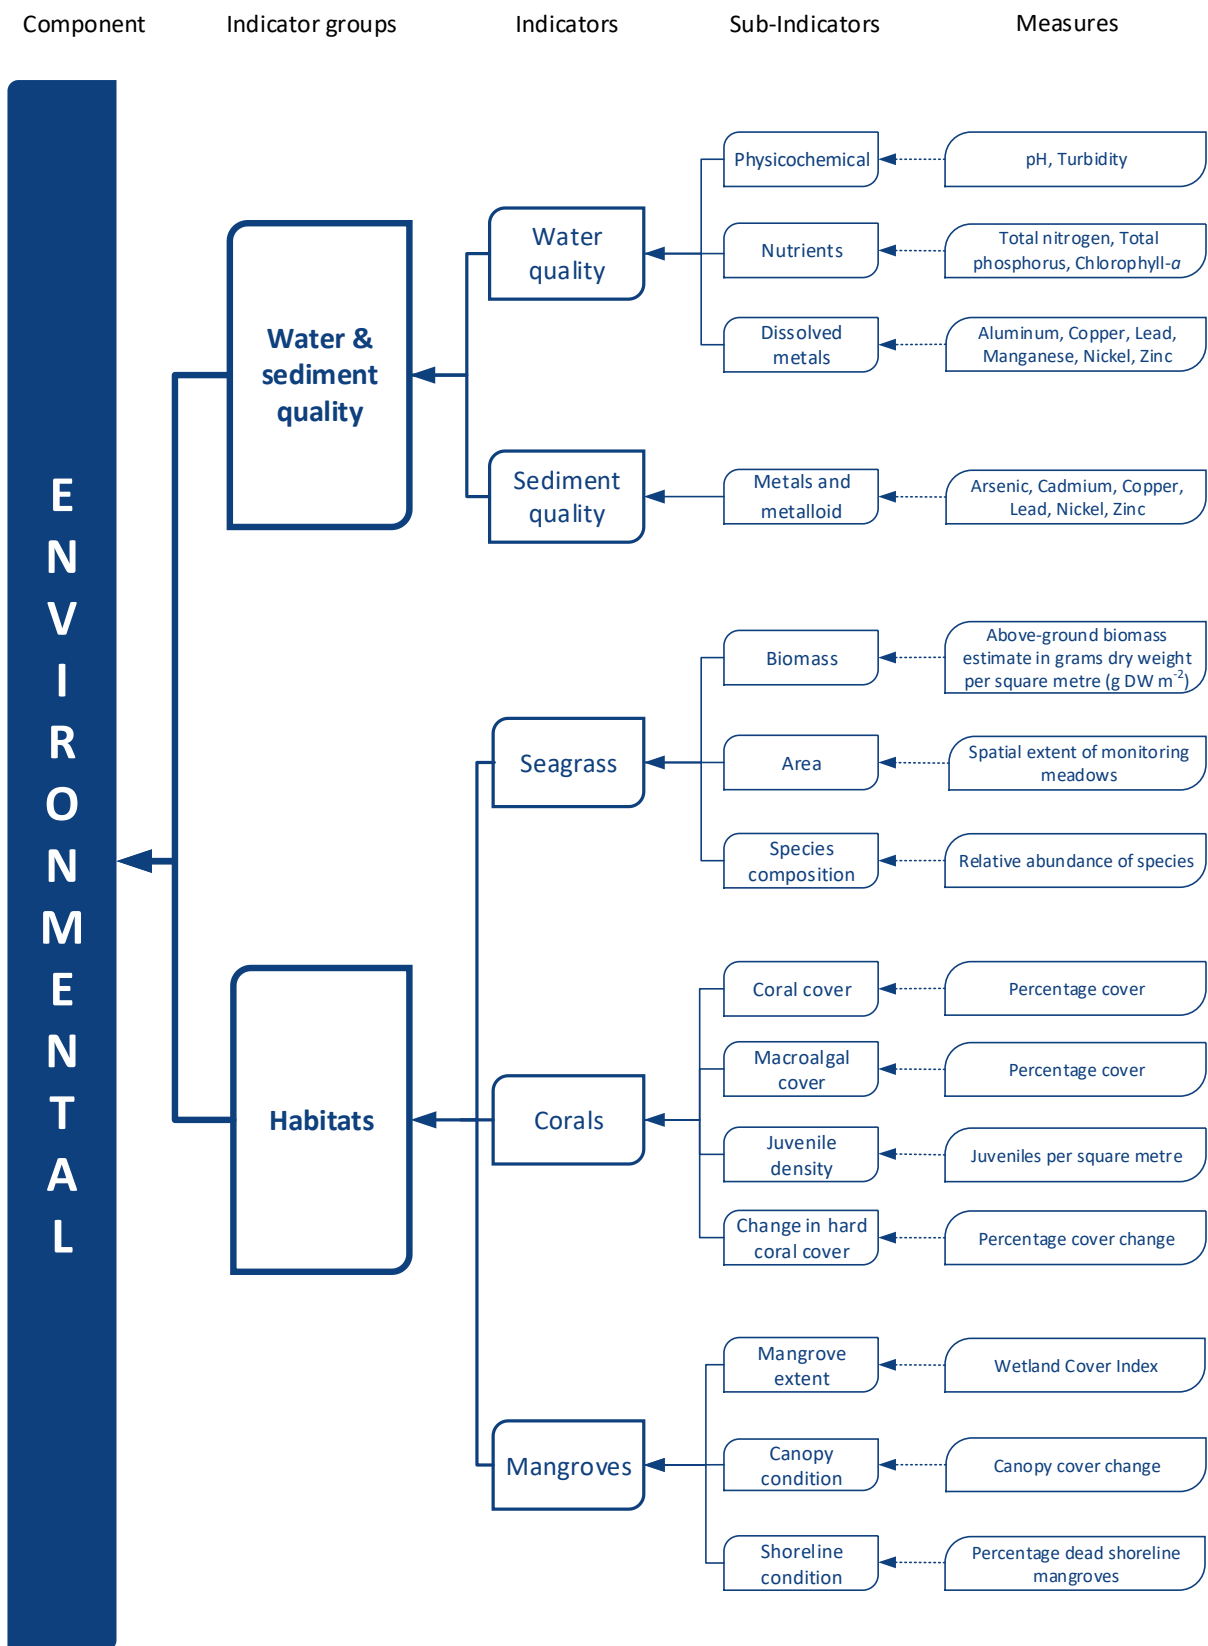 Component
Indicator groups
Indicators
Sub-Indicators
Measures
ENVIRONMENTAL
Water &
sediment
quality
Water
quality
Physicochemical
pH, Turbidity
Nutrients
Total nitrogen, Total
phosphorus, Chlorophyll-a
Dissolved
metals
Aluminum, Copper, Lead,
Manganese, Nickel, Zinc
Sediment
quality
Metals and
metalloid
Arsenic, Cadmium, Copper,
Lead, Nickel, Zinc
Habitats
Seagrass
Biomass
Above-ground biomass
estimate in grams dry weight
per square metre (g DW m⁻²)
Area
Spatial extent of monitoring
meadows
Species
composition
Relative abundance of species
Corals
Coral cover
Percentage cover
Macroalgal
cover
Percentage cover
Juvenile
density
Juveniles per square metre
Change in hard
coral cover
Percentage cover change
Mangroves
Mangrove
extent
Wetland Cover Index
Canopy
condition
Canopy cover change
Shoreline
condition
Percentage dead shoreline
mangroves